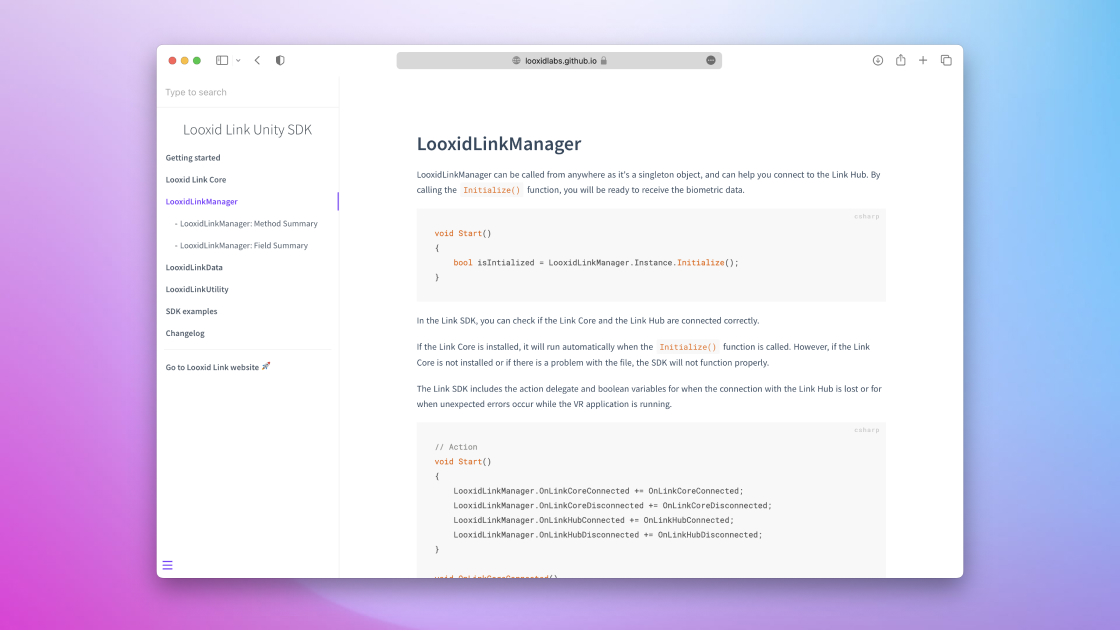 looxidlabs.github.io
Type to search
Looxid Link Unity SDK
Getting started
Looxid Link Core
LooxidLinkManager
- LooxidLinkManager: Method Summary
- LooxidLinkManager: Field Summary
LooxidLinkData
LooxidLinkUtility
SDK examples
Changelog
Go to Looxid Link website 🚀
LooxidLinkManager
LooxidLinkManager can be called from anywhere as it's a singleton object, and can help you connect to the Link Hub. By
calling the Initialize() function, you will be ready to receive the biometric data.
csharp
void Start()
{
bool isIntialized = LooxidLinkManager.Instance.Initialize();
}
In the Link SDK, you can check if the Link Core and the Link Hub are connected correctly.
If the Link Core is installed, it will run automatically when the Initialize() function is called. However, if the Link
Core is not installed or if there is a problem with the file, the SDK will not function properly.
The Link SDK includes the action delegate and boolean variables for when the connection with the Link Hub is lost or for
when unexpected errors occur while the VR application is running.
csharp
// Action
void Start()
{
LooxidLinkManager.OnLinkCoreConnected += OnLinkCoreConnected;
LooxidLinkManager.OnLinkCoreDisconnected += OnLinkCoreDisconnected;
LooxidLinkManager.OnLinkHubConnected += OnLinkHubConnected;
LooxidLinkManager.OnLinkHubDisconnected += OnLinkHubDisconnected;
}
void OnLinkCoreConnected()